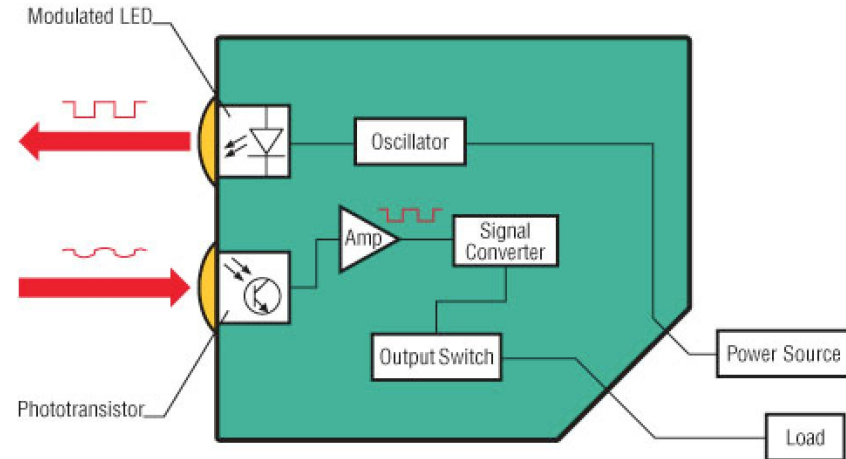 Modulated LED
Oscillator
Amp
Signal
Converter
Output Switch
Power Source
Phototransistor
Load